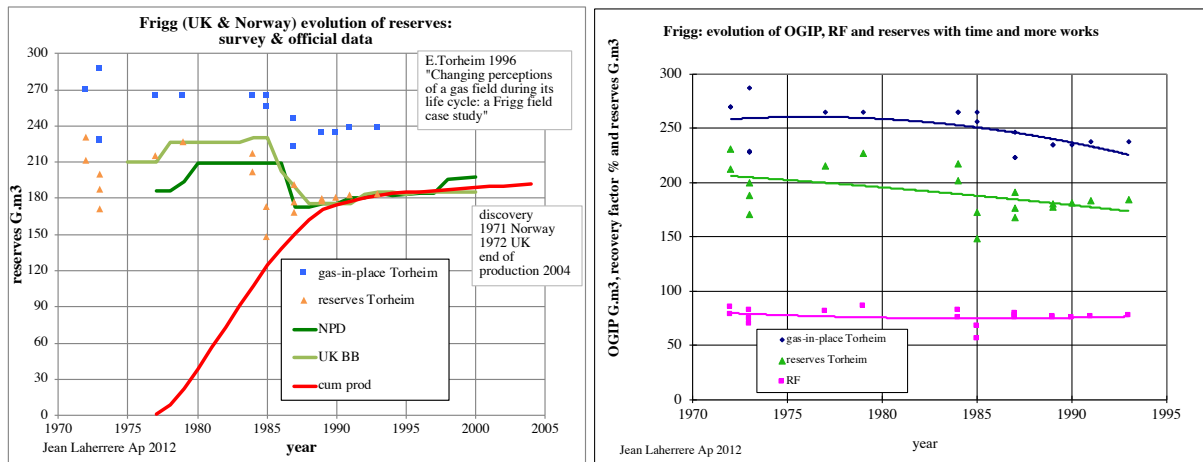 Frigg (UK & Norway) evolution of reserves:
survey & official data
E.Torheim 1996
"Changing perceptions
of a gas field during its
life cycle: a Frigg field
case study"
reserves G.m3
300
270
240
210
180
150
120
90
60
30
0
discovery
1971 Norway
1972 UK
end of
production 2004
gas-in-place Torheim
reserves Torheim
NPD
UK BB
cum prod
1970 1975 1980 1985 1990 1995 2000 2005
Jean Laherrere Ap 2012
year
Frigg: evolution of OGIP, RF and reserves with time and more works
OGIP G.m3, recovery factor % and reserves G.m3
300
250
200
150
100
50
0
gas-in-place Torheim
reserves Torheim
RF
1970 1975 1980 1985 1990 1995
Jean Laherrere Ap 2012
year